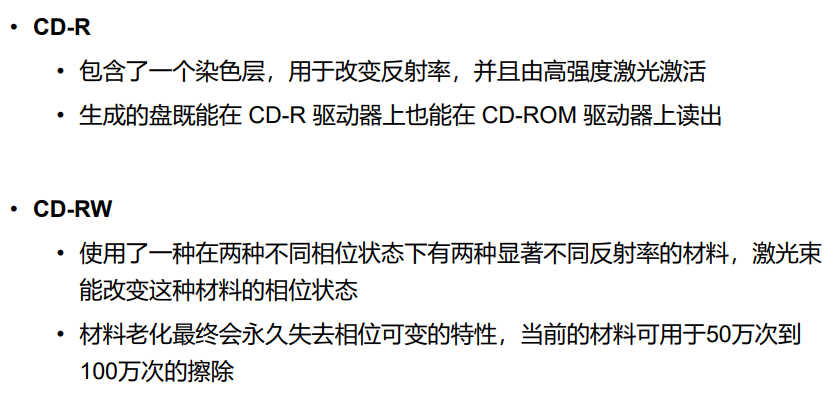 • CD-R
• 包含了一个染色层，用于改变反射率，并且由高强度激光激活
• 生成的盘既能在 CD-R 驱动器上也能在 CD-ROM 驱动器上读出
• CD-RW
• 使用了一种在两种不同相位状态下有两种显著不同反射率的材料，激光束
能改变这种材料的相位状态
• 材料老化最终会永久失去相位可变的特性，当前的材料可用于50万次到
100万次的擦除